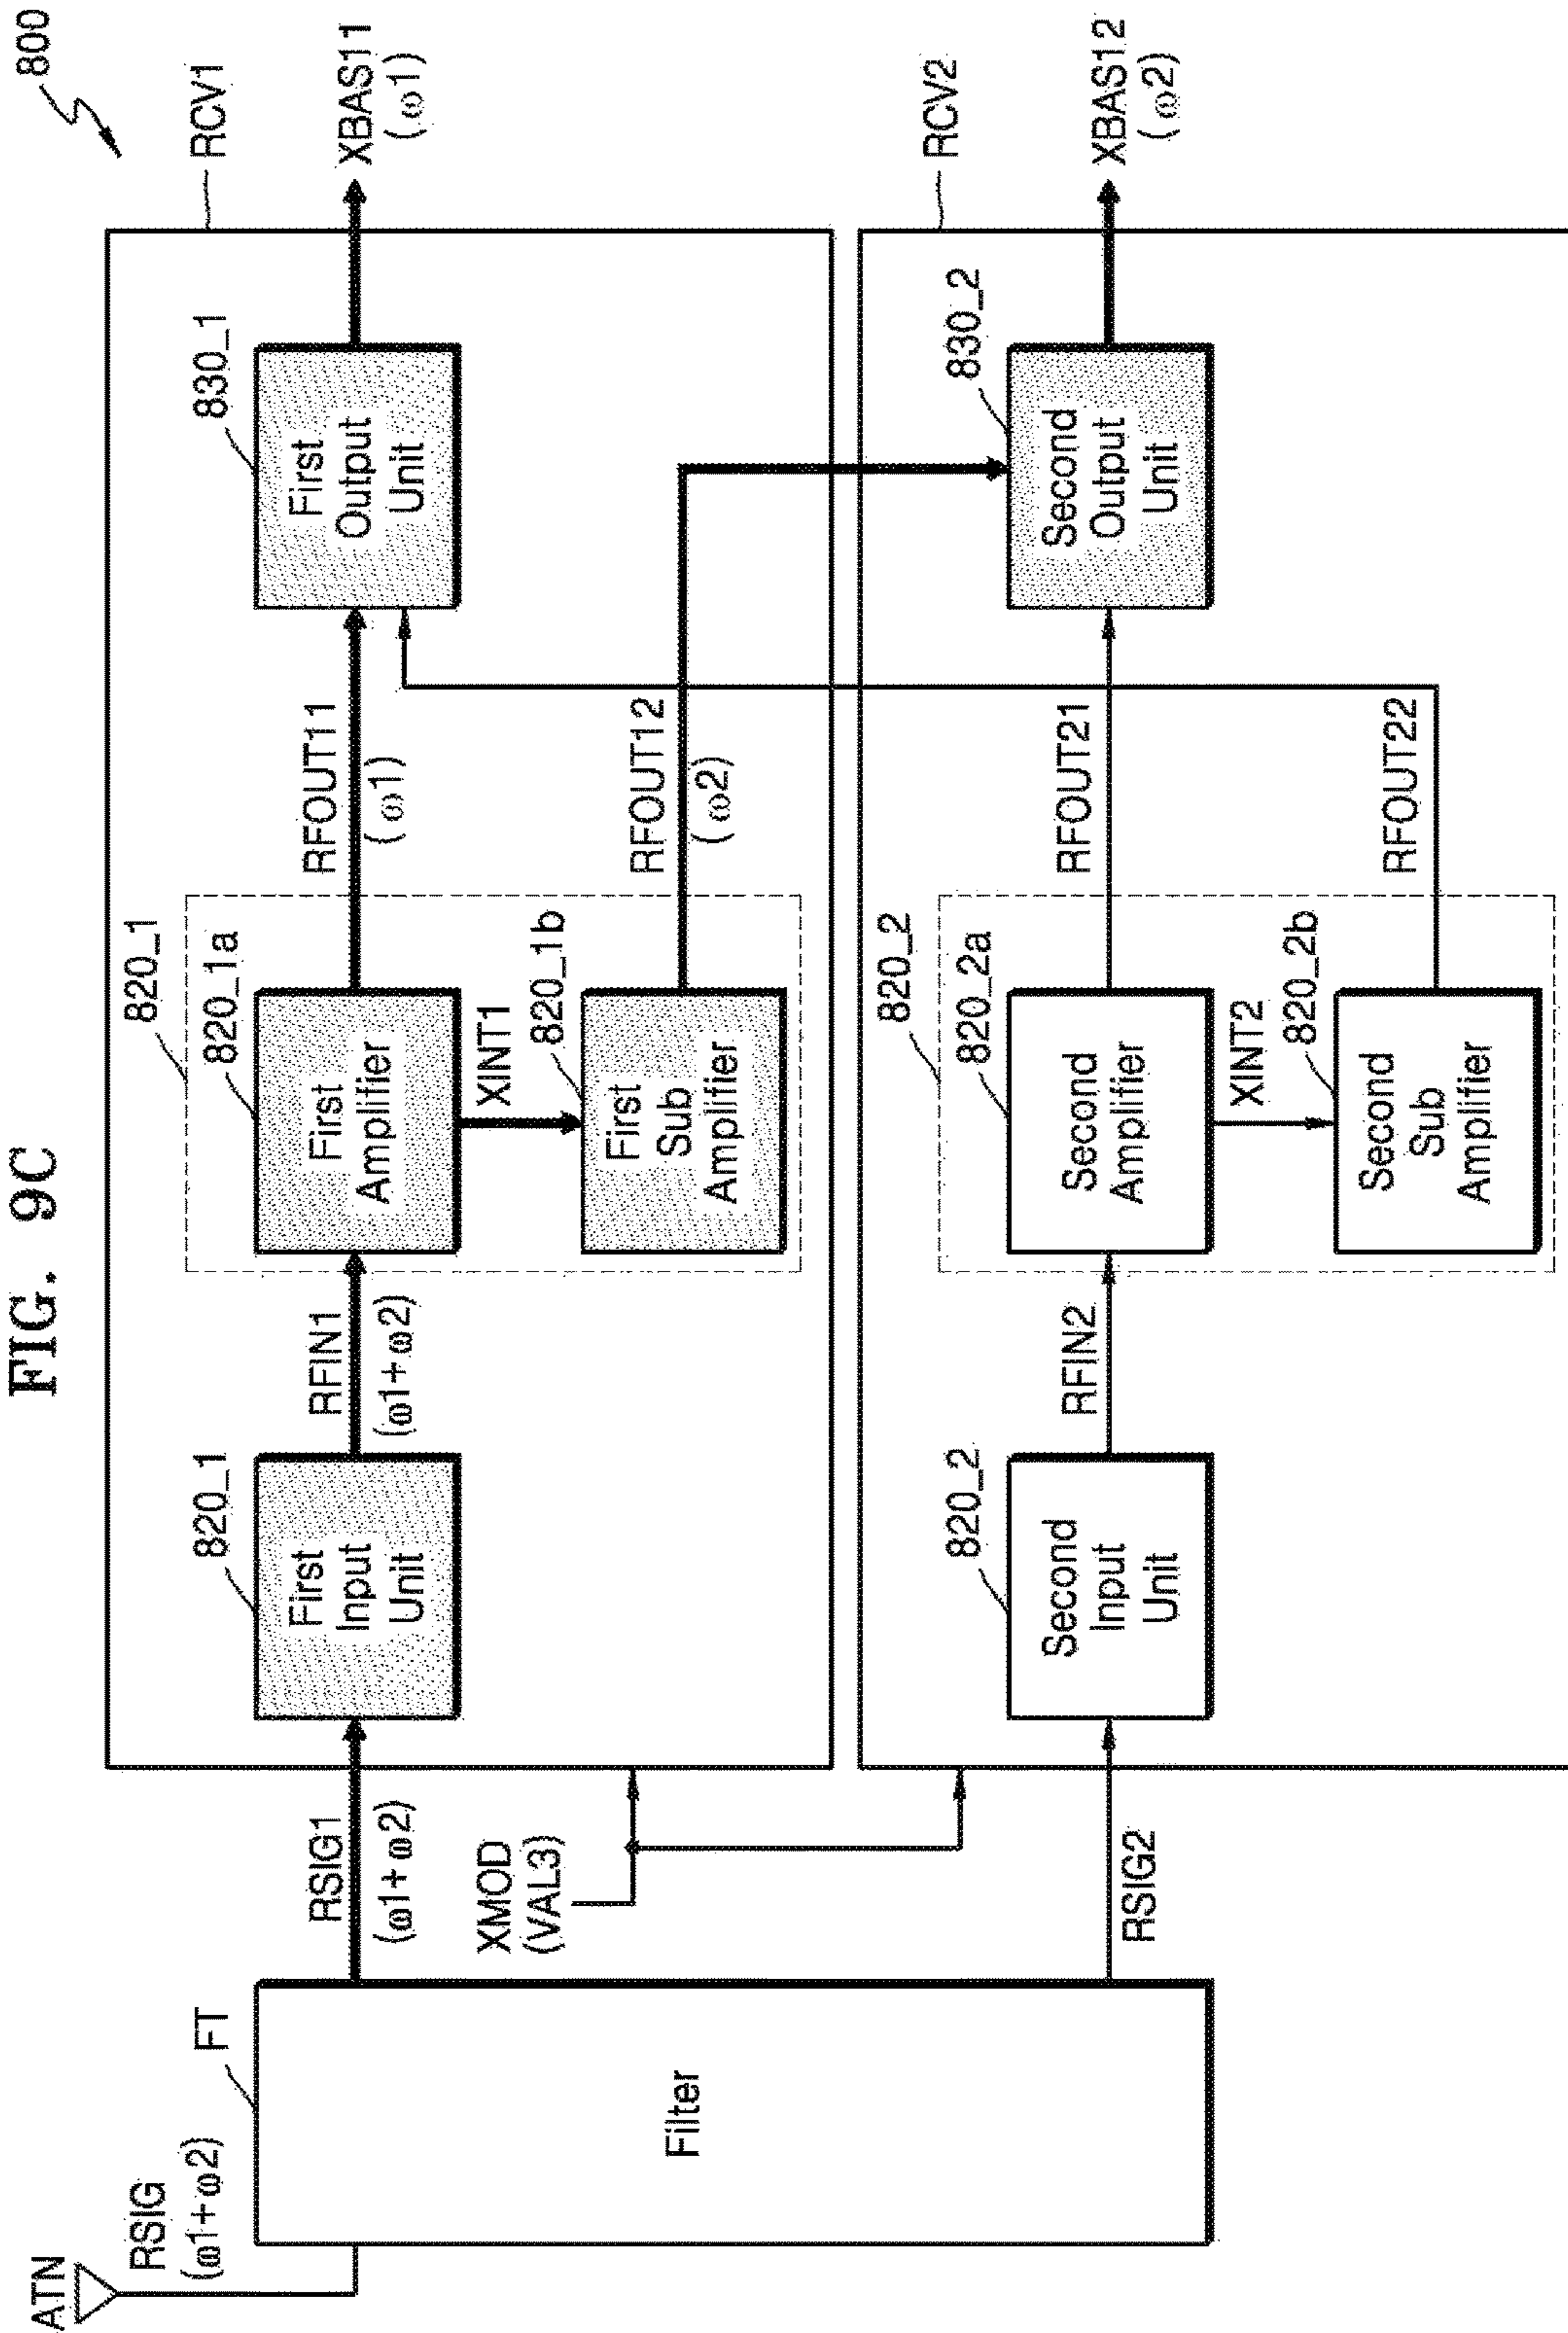 FIG. 9C
800
ATN
RSIG
(ω1+ω2)
FT
Filter
RSIG1
(ω1+ω2)
XMOD
(VAL3)
RSIG2
RCV1
820_1
First
Input
Unit
RFIN1
(ω1+ω2)
820_1
820_1a
First
Amplifier
XINT1
820_1b
First
Sub
Amplifier
RFOUT11
(ω1)
RFOUT12
(ω2)
830_1
First
Output
Unit
XBAS11
(ω1)
RCV2
820_2
Second
Input
Unit
RFIN2
820_2
820_2a
Second
Amplifier
XINT2
820_2b
Second
Sub
Amplifier
RFOUT21
RFOUT22
830_2
Second
Output
Unit
XBAS12
(ω2)